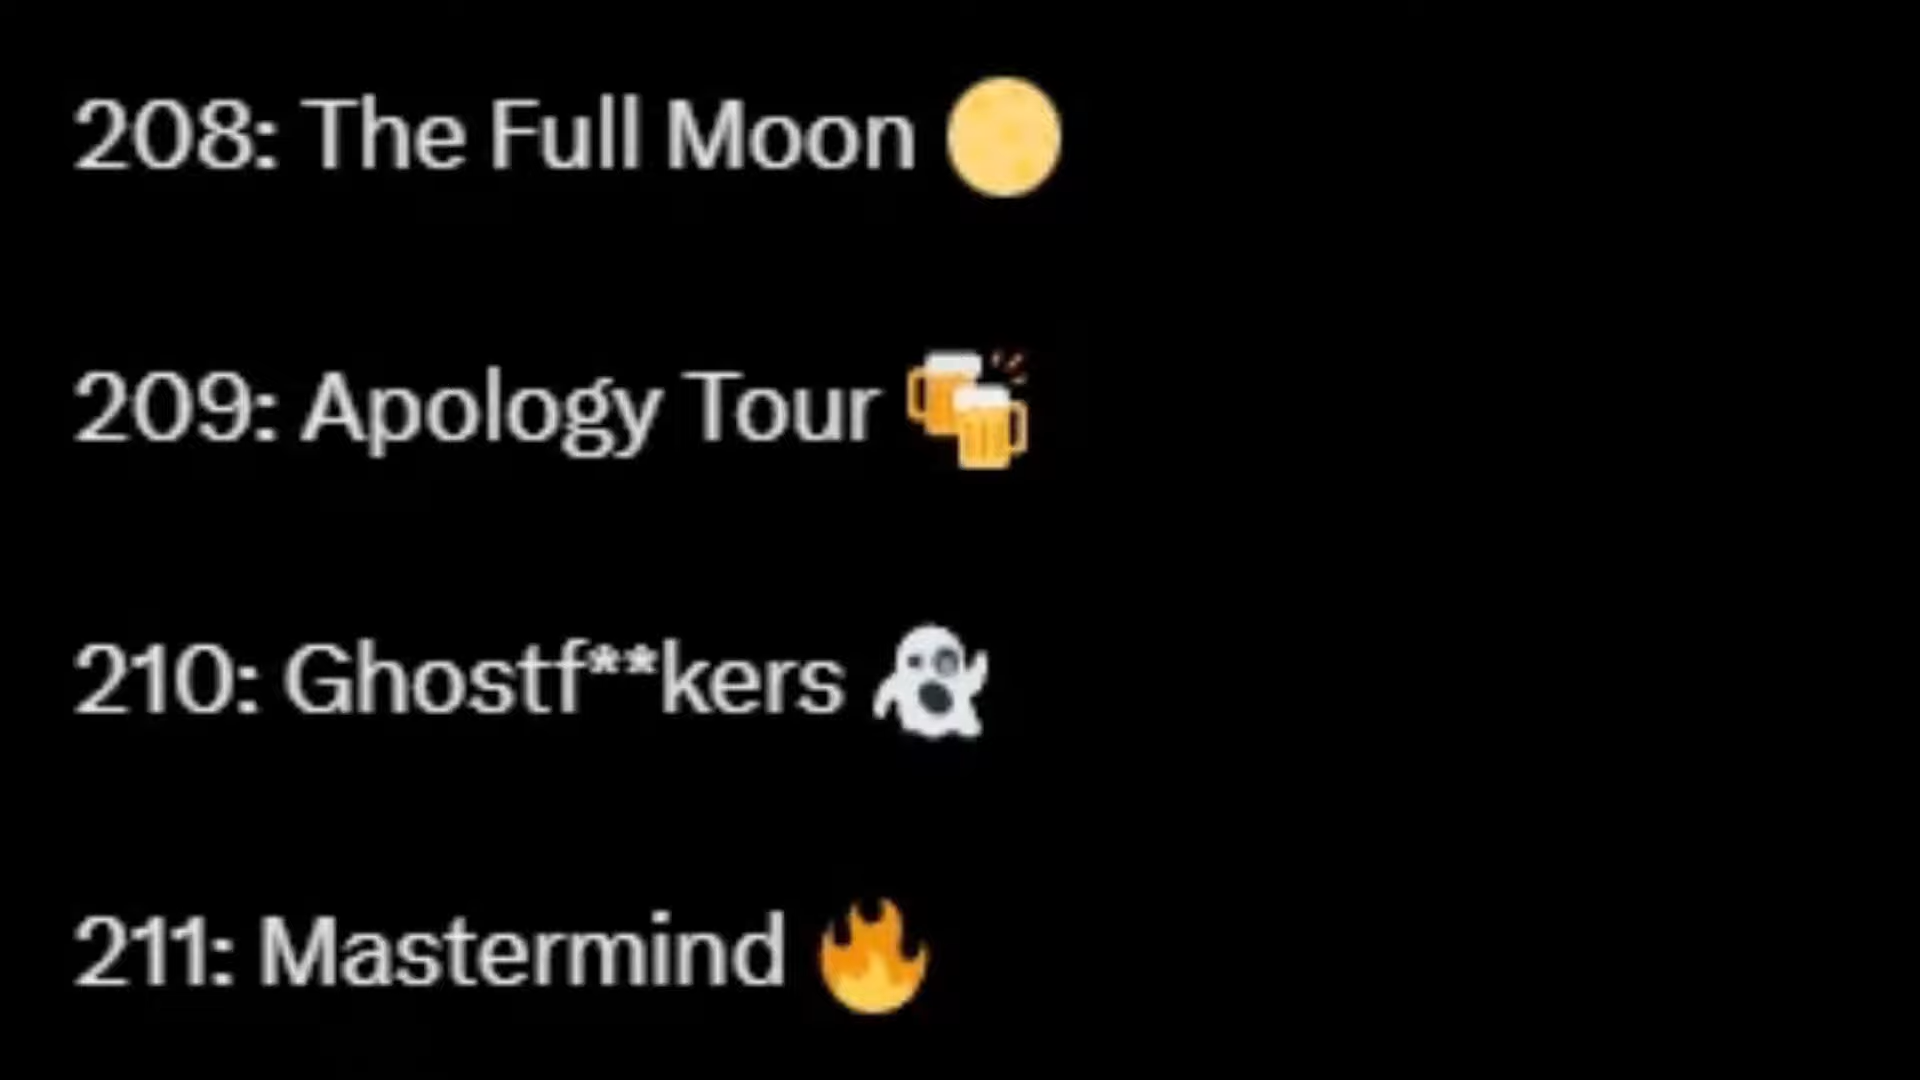 208: The Full Moon 🌕
209: Apology Tour 🍻
210: Ghostf**kers 👻
211: Mastermind 🔥